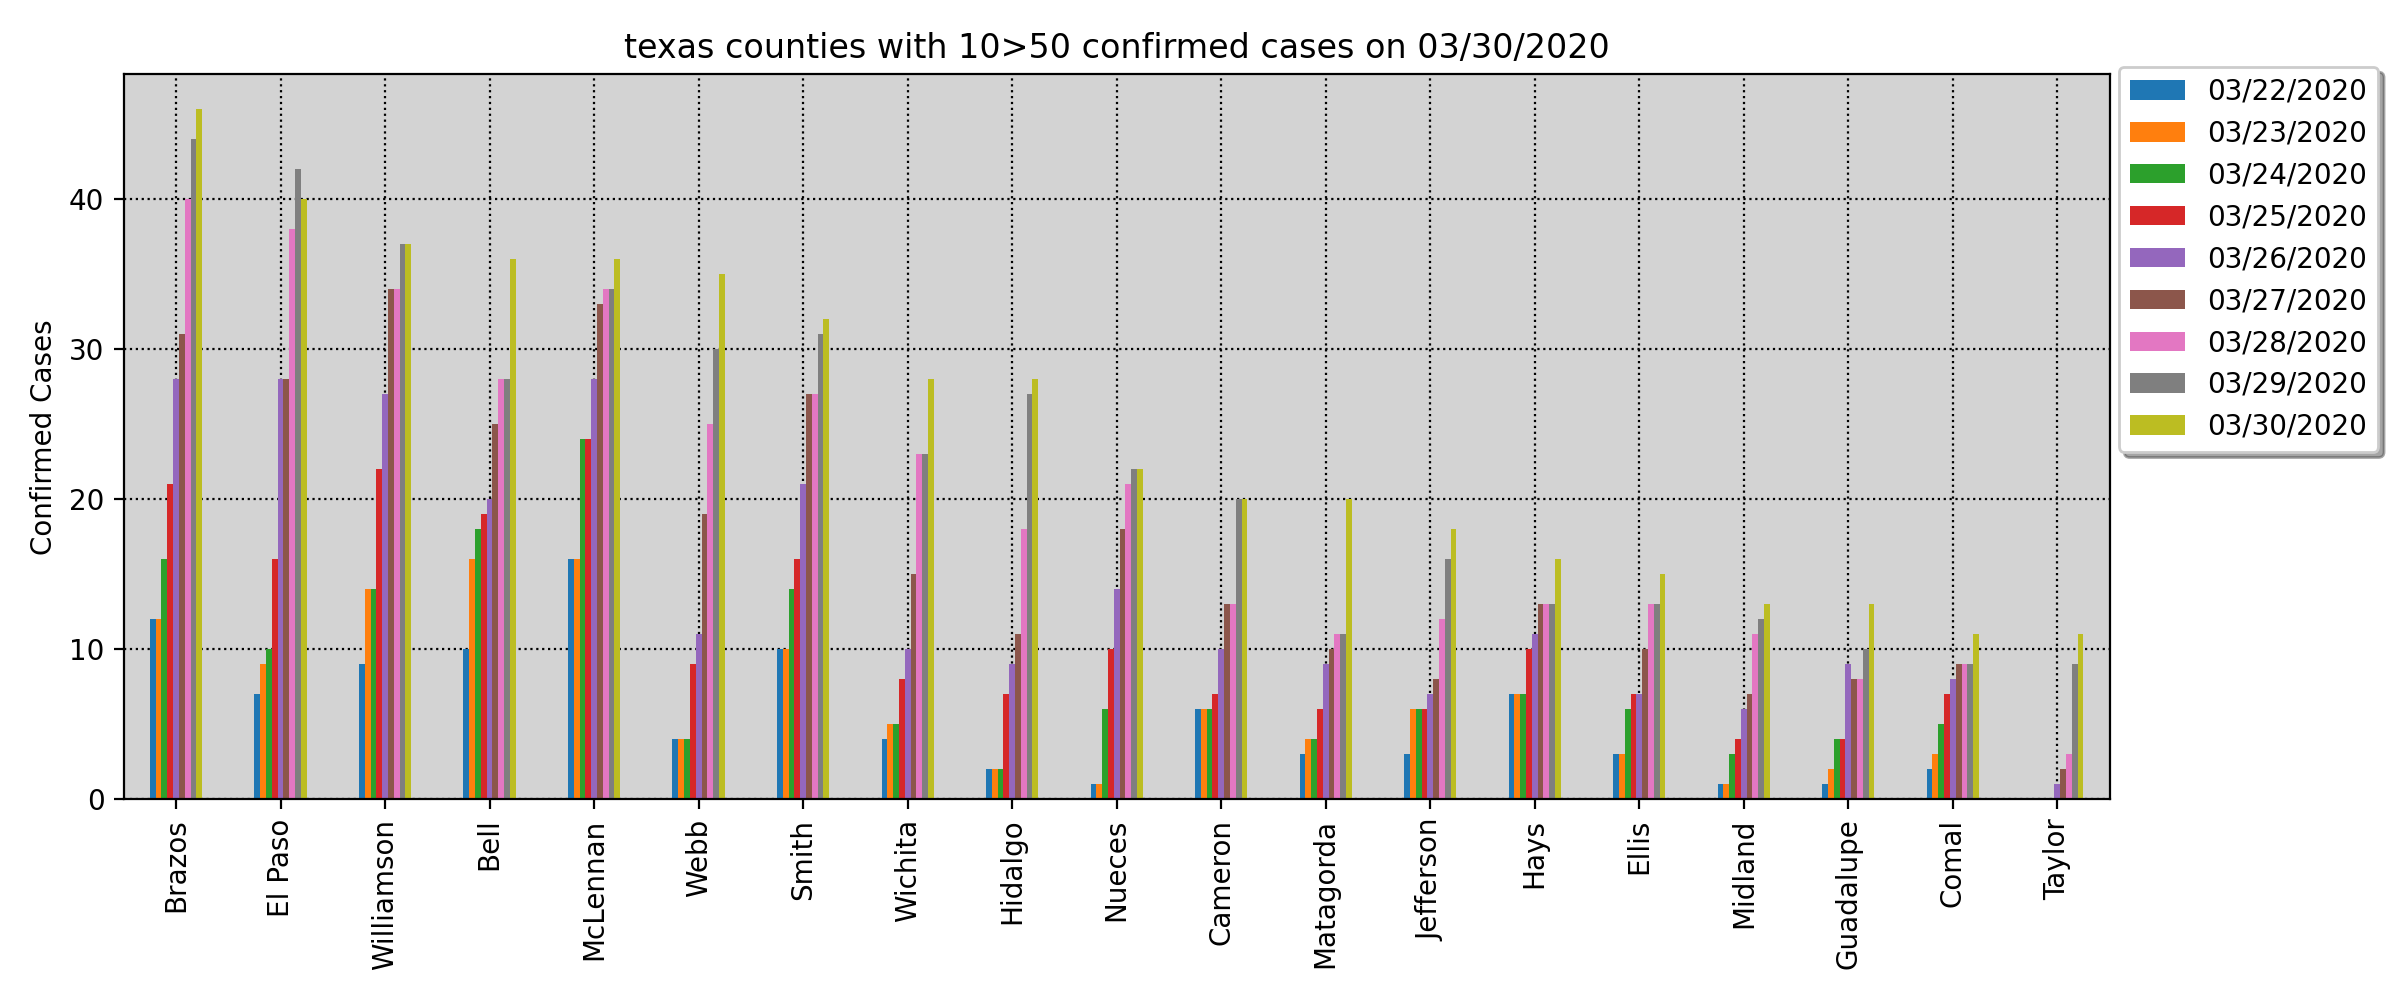 texas counties with 10>50 confirmed cases on 03/30/2020
03/22/2020
03/23/2020
03/24/2020
03/25/2020
03/26/2020
03/27/2020
03/28/2020
03/29/2020
03/30/2020
Confirmed Cases
40
30
20
10
0
Brazos
El Paso
Williamson
Bell
McLennan
Webb
Smith
Wichita
Hidalgo
Nueces
Cameron
Matagorda
Jefferson
Hays
Ellis
Midland
Guadalupe
Comal
Taylor